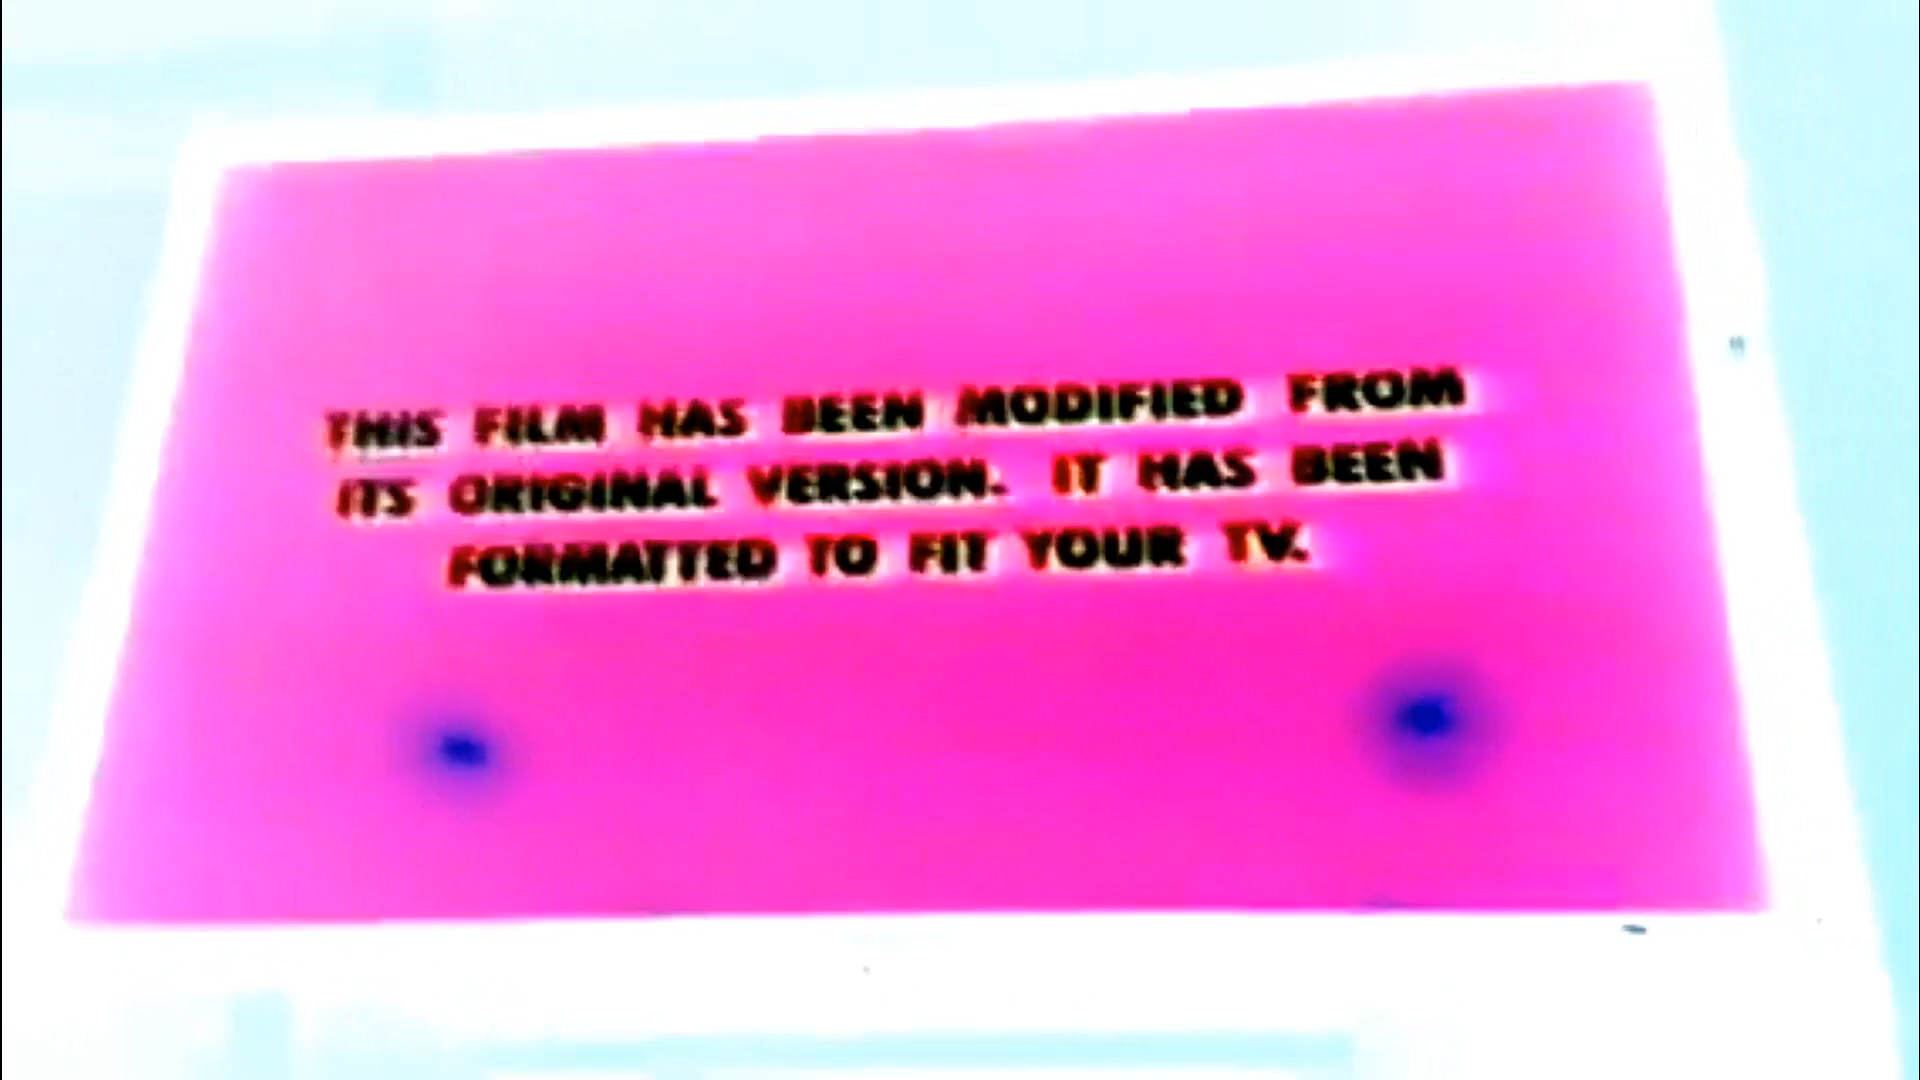 THIS FILM HAS BEEN MODIFIED FROM
ITS ORIGINAL VERSION. IT HAS BEEN
FORMATTED TO FIT YOUR TV.